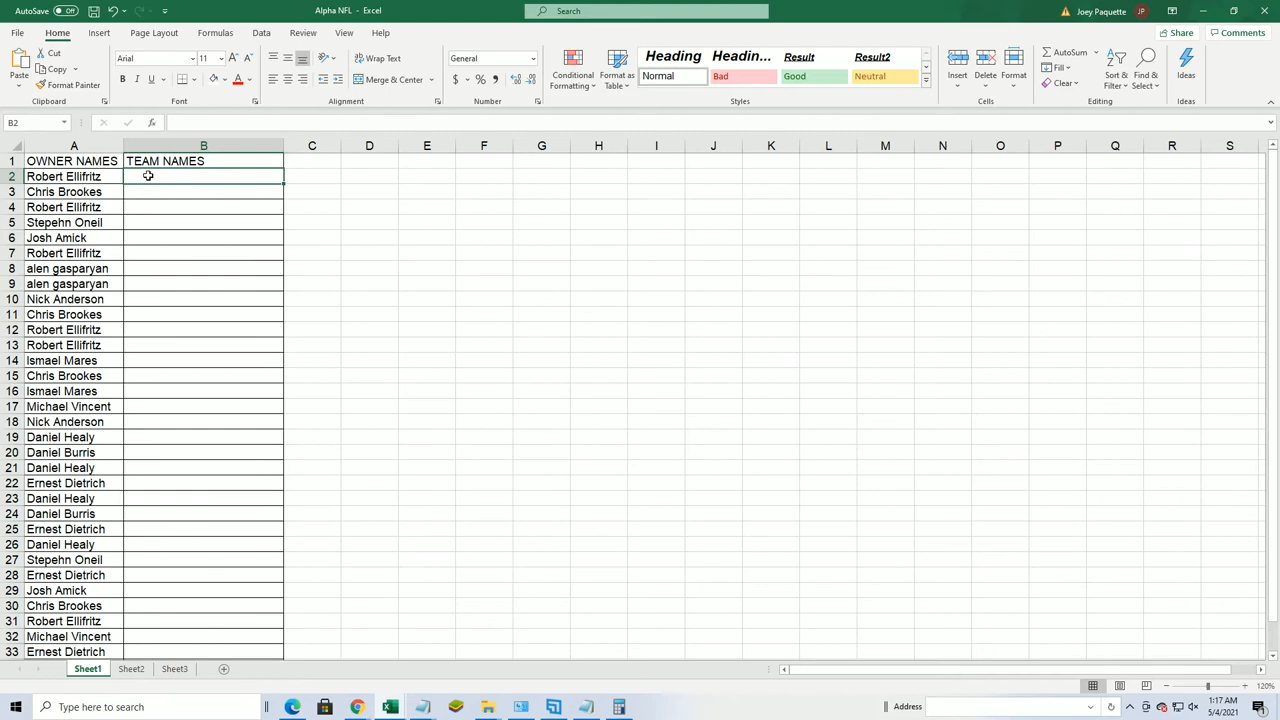 AutoSave Off Alpha NFL - Excel Search Joey Paquette JP
File Home Insert Page Layout Formulas Data Review View Help Share Comments
Paste Cut Copy Format Painter
Arial 11 A A
B I U A
ab Wrap Text
Merge & Center
General
$ % 9
Conditional Formatting Format as Table
Heading Headin... Result Result2
Normal Bad Good Neutral
Insert Delete Format
AutoSum Fill Clear
Sort & Filter Find & Select Ideas
Clipboard Font Alignment Number Styles Cells Editing Ideas
B2 fx
A B C D E F G H I J K L M N O P Q R S
1 OWNER NAMES TEAM NAMES
2 Robert Ellifritz
3 Chris Brookes
4 Robert Ellifritz
5 Stepehn Oneil
6 Josh Amick
7 Robert Ellifritz
8 alen gasparyan
9 alen gasparyan
10 Nick Anderson
11 Chris Brookes
12 Robert Ellifritz
13 Robert Ellifritz
14 Ismael Mares
15 Chris Brookes
16 Ismael Mares
17 Michael Vincent
18 Nick Anderson
19 Daniel Healy
20 Daniel Burris
21 Daniel Healy
22 Ernest Dietrich
23 Daniel Healy
24 Daniel Burris
25 Ernest Dietrich
26 Daniel Healy
27 Stepehn Oneil
28 Ernest Dietrich
29 Josh Amick
30 Chris Brookes
31 Robert Ellifritz
32 Michael Vincent
33 Ernest Dietrich
Sheet1 Sheet2 Sheet3
120%
Type here to search Address 1:17 AM
5/4/2021